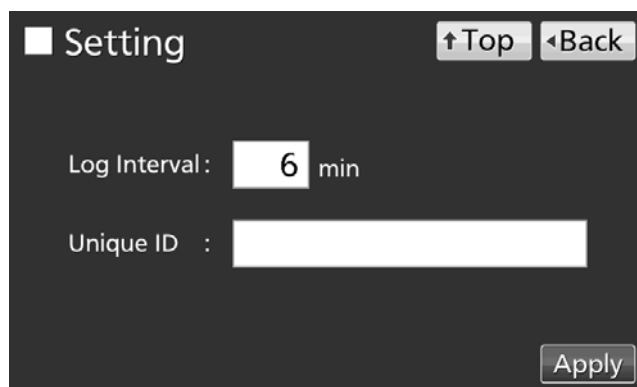 Setting
↑Top
◂Back
Log Interval: 6 min
Unique ID :
Apply